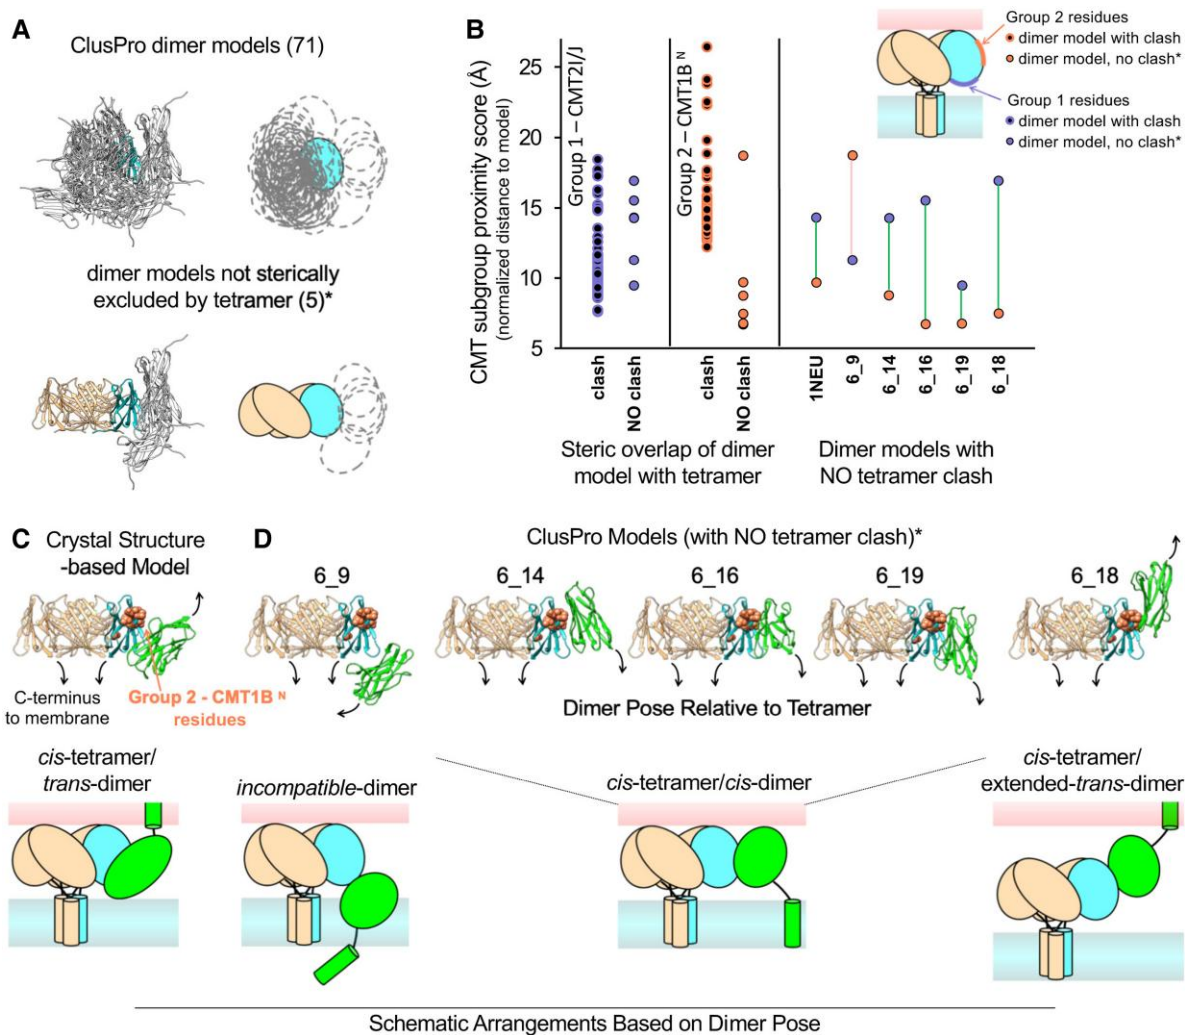 A
ClusPro dimer models (71)
dimer models not sterically
excluded by tetramer (5)*
B
CMT subgroup proximity score (Å)
(normalized distance to model)
25
20
15
10
5
Group 1 – CMT2I/J
Group 2 – CMT1B N
clash
NO clash
clash
NO clash
1NEU
6_9
6_14
6_16
6_19
6_18
Steric overlap of dimer
model with tetramer
Dimer models with
NO tetramer clash
Group 2 residues
dimer model with clash
dimer model, no clash*
Group 1 residues
dimer model with clash
dimer model, no clash*
C
Crystal Structure
-based Model
C-terminus
to membrane
Group 2 - CMT1B N
residues
D
ClusPro Models (with NO tetramer clash)*
6_9
6_14
6_16
6_19
6_18
Dimer Pose Relative to Tetramer
cis-tetramer/
trans-dimer
incompatible-dimer
cis-tetramer/cis-dimer
cis-tetramer/
extended-trans-dimer
Schematic Arrangements Based on Dimer Pose